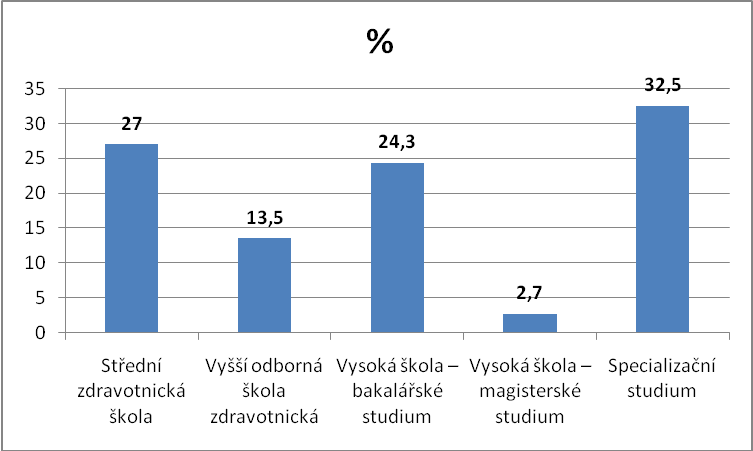 %
35
30
25
20
15
10
5
0
27
13,5
24,3
2,7
32,5
Střední
zdravotnická
škola
Vyšší odborná
škola
zdravotnická
Vysoká škola –
bakalářské
studium
Vysoká škola –
magisterské
studium
Specializační
studium